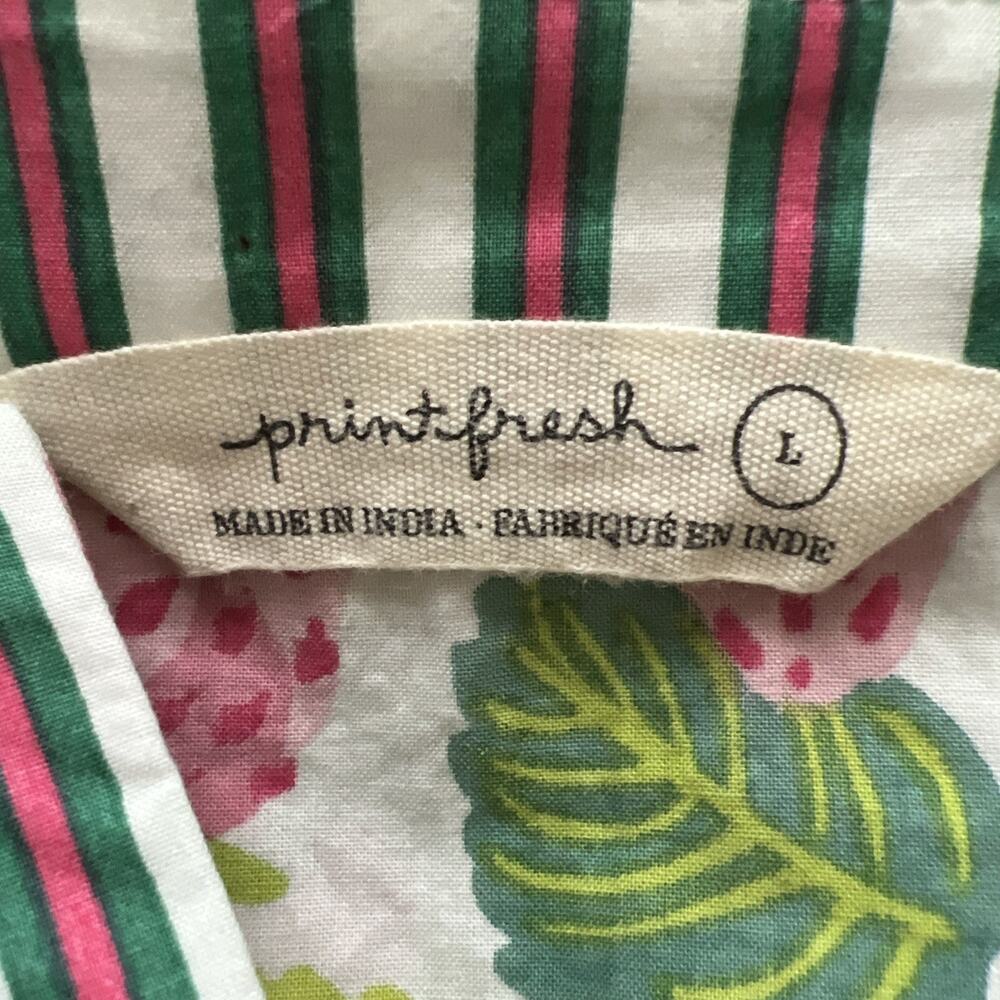 printfresh L
MADE IN INDIA · FABRIQUÉ EN INDE